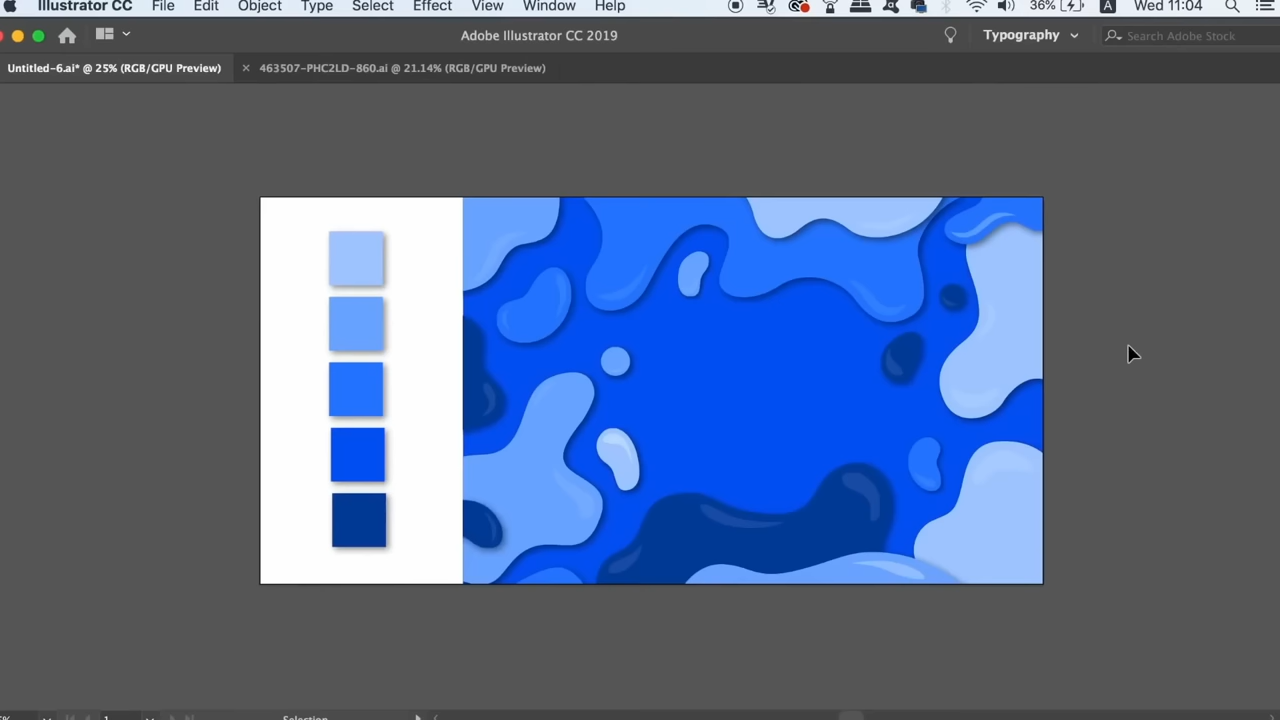 Illustrator CC File Edit Object Type Select Effect View Window Help 36% A Wed 11:04
Adobe Illustrator CC 2019 Typography Search Adobe Stock
Untitled-6.ai* @ 25% (RGB/GPU Preview) × 463507-PHC2LD-860.ai @ 21.14% (RGB/GPU Preview)
1 Selection